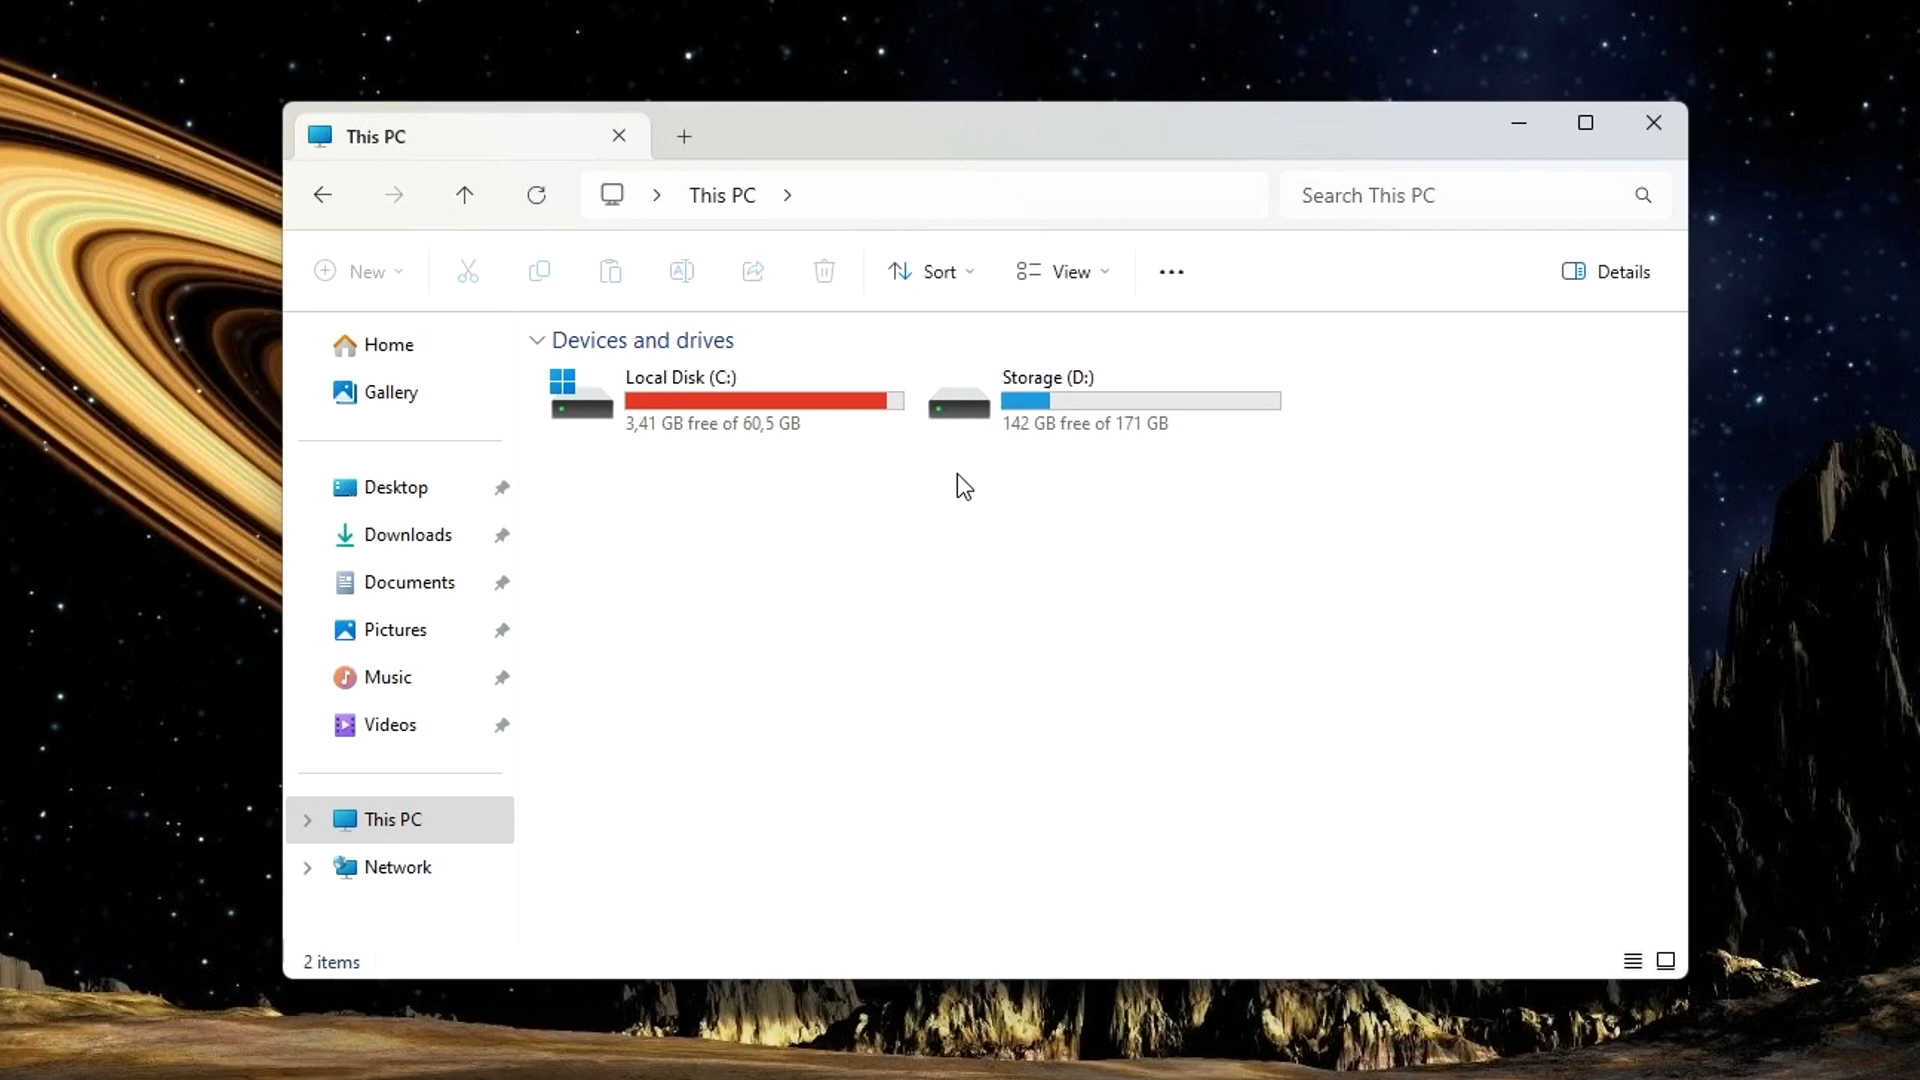 This PC
This PC
Search This PC
New
Sort
View
Details
Home
Gallery
Desktop
Downloads
Documents
Pictures
Music
Videos
This PC
Network
Devices and drives
Local Disk (C:)
3,41 GB free of 60,5 GB
Storage (D:)
142 GB free of 171 GB
2 items